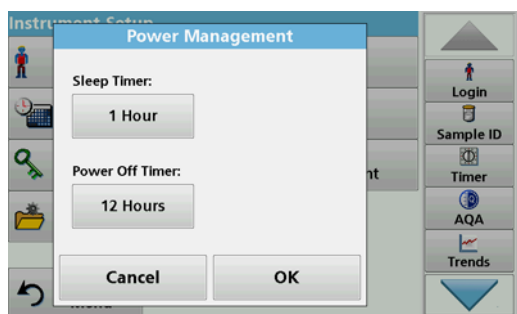 Instrument Setup
Power Management
Sleep Timer:
1 Hour
Power Off Timer:
12 Hours
Cancel
OK
nt
Menu
Login
Sample ID
Timer
AQA
Trends